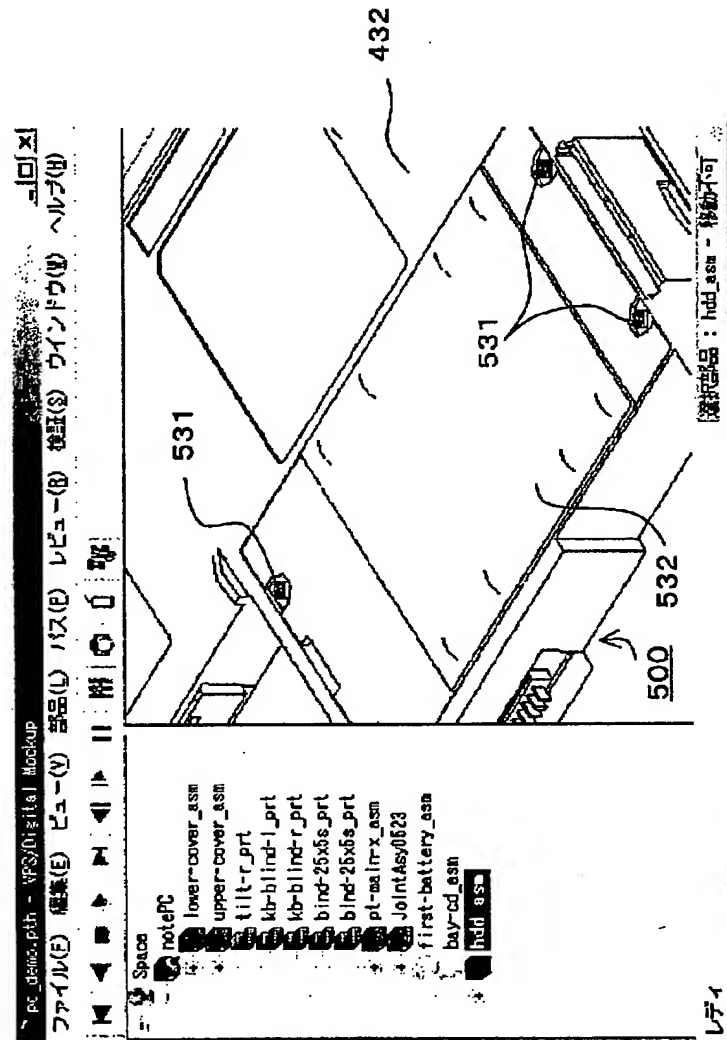 pc_demo.pth - VPS/Digital Mockup
ファイル(F) 編集(E) ビュー(V) 部品(L) パス(P) レビュー(R) 検証(S) ウインドウ(W) ヘルプ(H)
Space
notePC
lower-cover_asm
upper-cover_asm
tilt-r_prt
kb-blind-l_prt
kb-blind-r_prt
bind-25x5s_prt
bind-25x6s_prt
pt-main-x_asm
JointAsy0523
first-battery_asm
bay-cd_asm
hdd_asm
531
432
531
532
500
選択部品 : hdd_asm - 移動不可
レディ